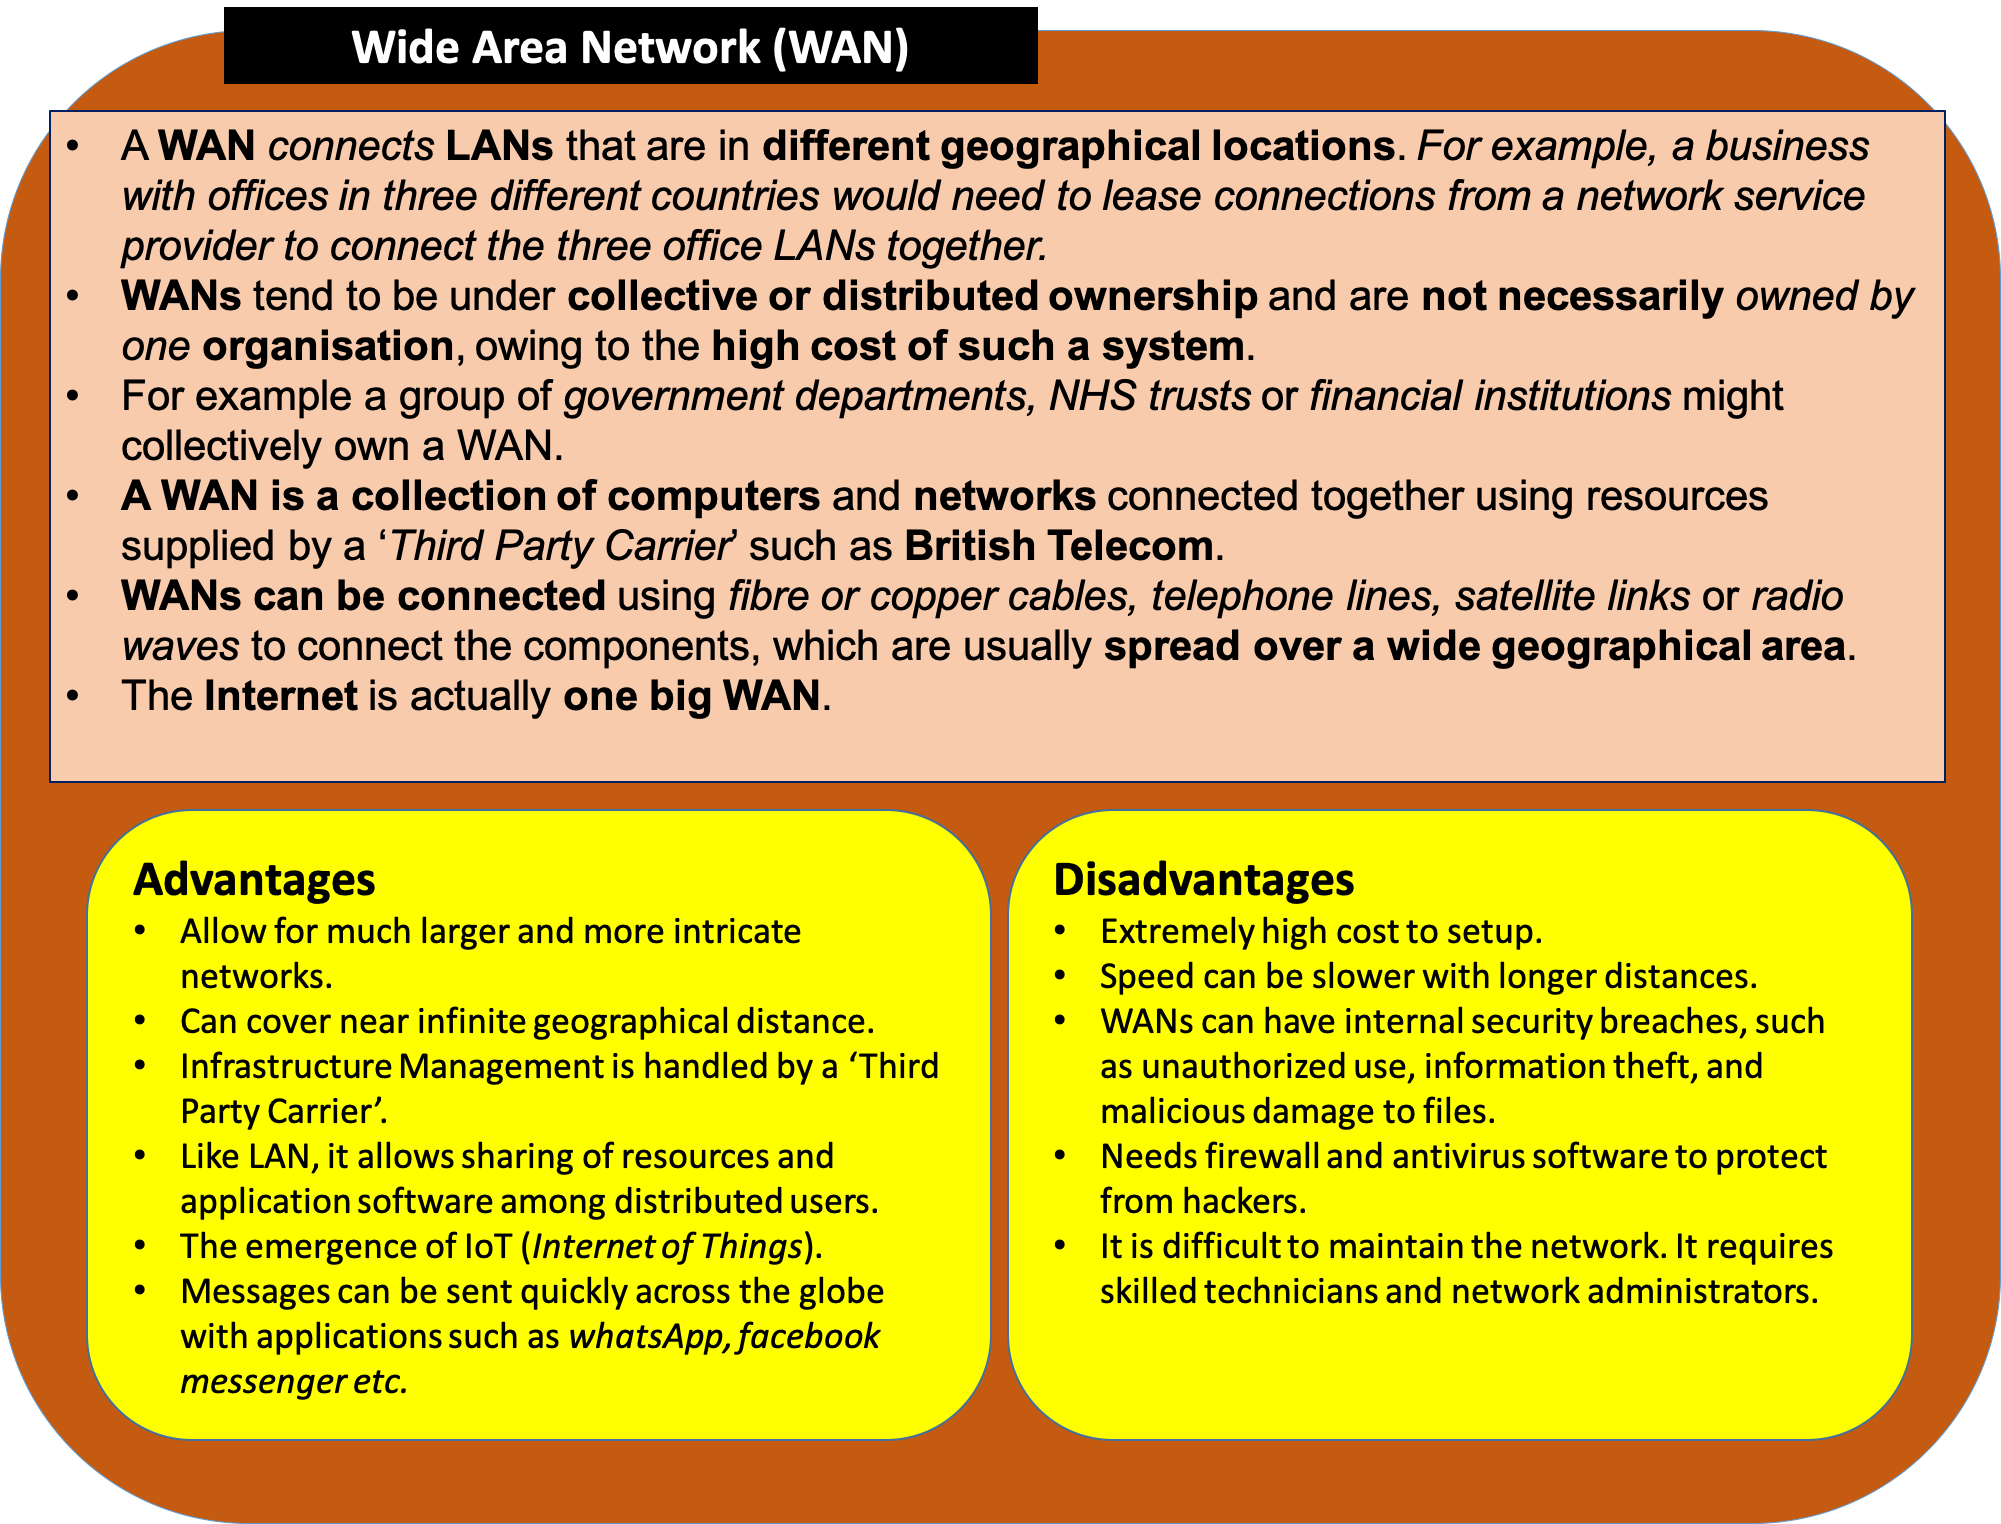 Wide Area Network (WAN)
• A WAN connects LANs that are in different geographical locations. For example, a business
with offices in three different countries would need to lease connections from a network service
provider to connect the three office LANs together.
• WANs tend to be under collective or distributed ownership and are not necessarily owned by
one organisation, owing to the high cost of such a system.
• For example a group of government departments, NHS trusts or financial institutions might
collectively own a WAN.
• A WAN is a collection of computers and networks connected together using resources
supplied by a ‘Third Party Carrier’ such as British Telecom.
• WANs can be connected using fibre or copper cables, telephone lines, satellite links or radio
waves to connect the components, which are usually spread over a wide geographical area.
• The Internet is actually one big WAN.
Advantages
• Allow for much larger and more intricate
networks.
• Can cover near infinite geographical distance.
• Infrastructure Management is handled by a ‘Third
Party Carrier’.
• Like LAN, it allows sharing of resources and
application software among distributed users.
• The emergence of IoT (Internet of Things).
• Messages can be sent quickly across the globe
with applications such as whatsApp, facebook
messenger etc.
Disadvantages
• Extremely high cost to setup.
• Speed can be slower with longer distances.
• WANs can have internal security breaches, such
as unauthorized use, information theft, and
malicious damage to files.
• Needs firewall and antivirus software to protect
from hackers.
• It is difficult to maintain the network. It requires
skilled technicians and network administrators.